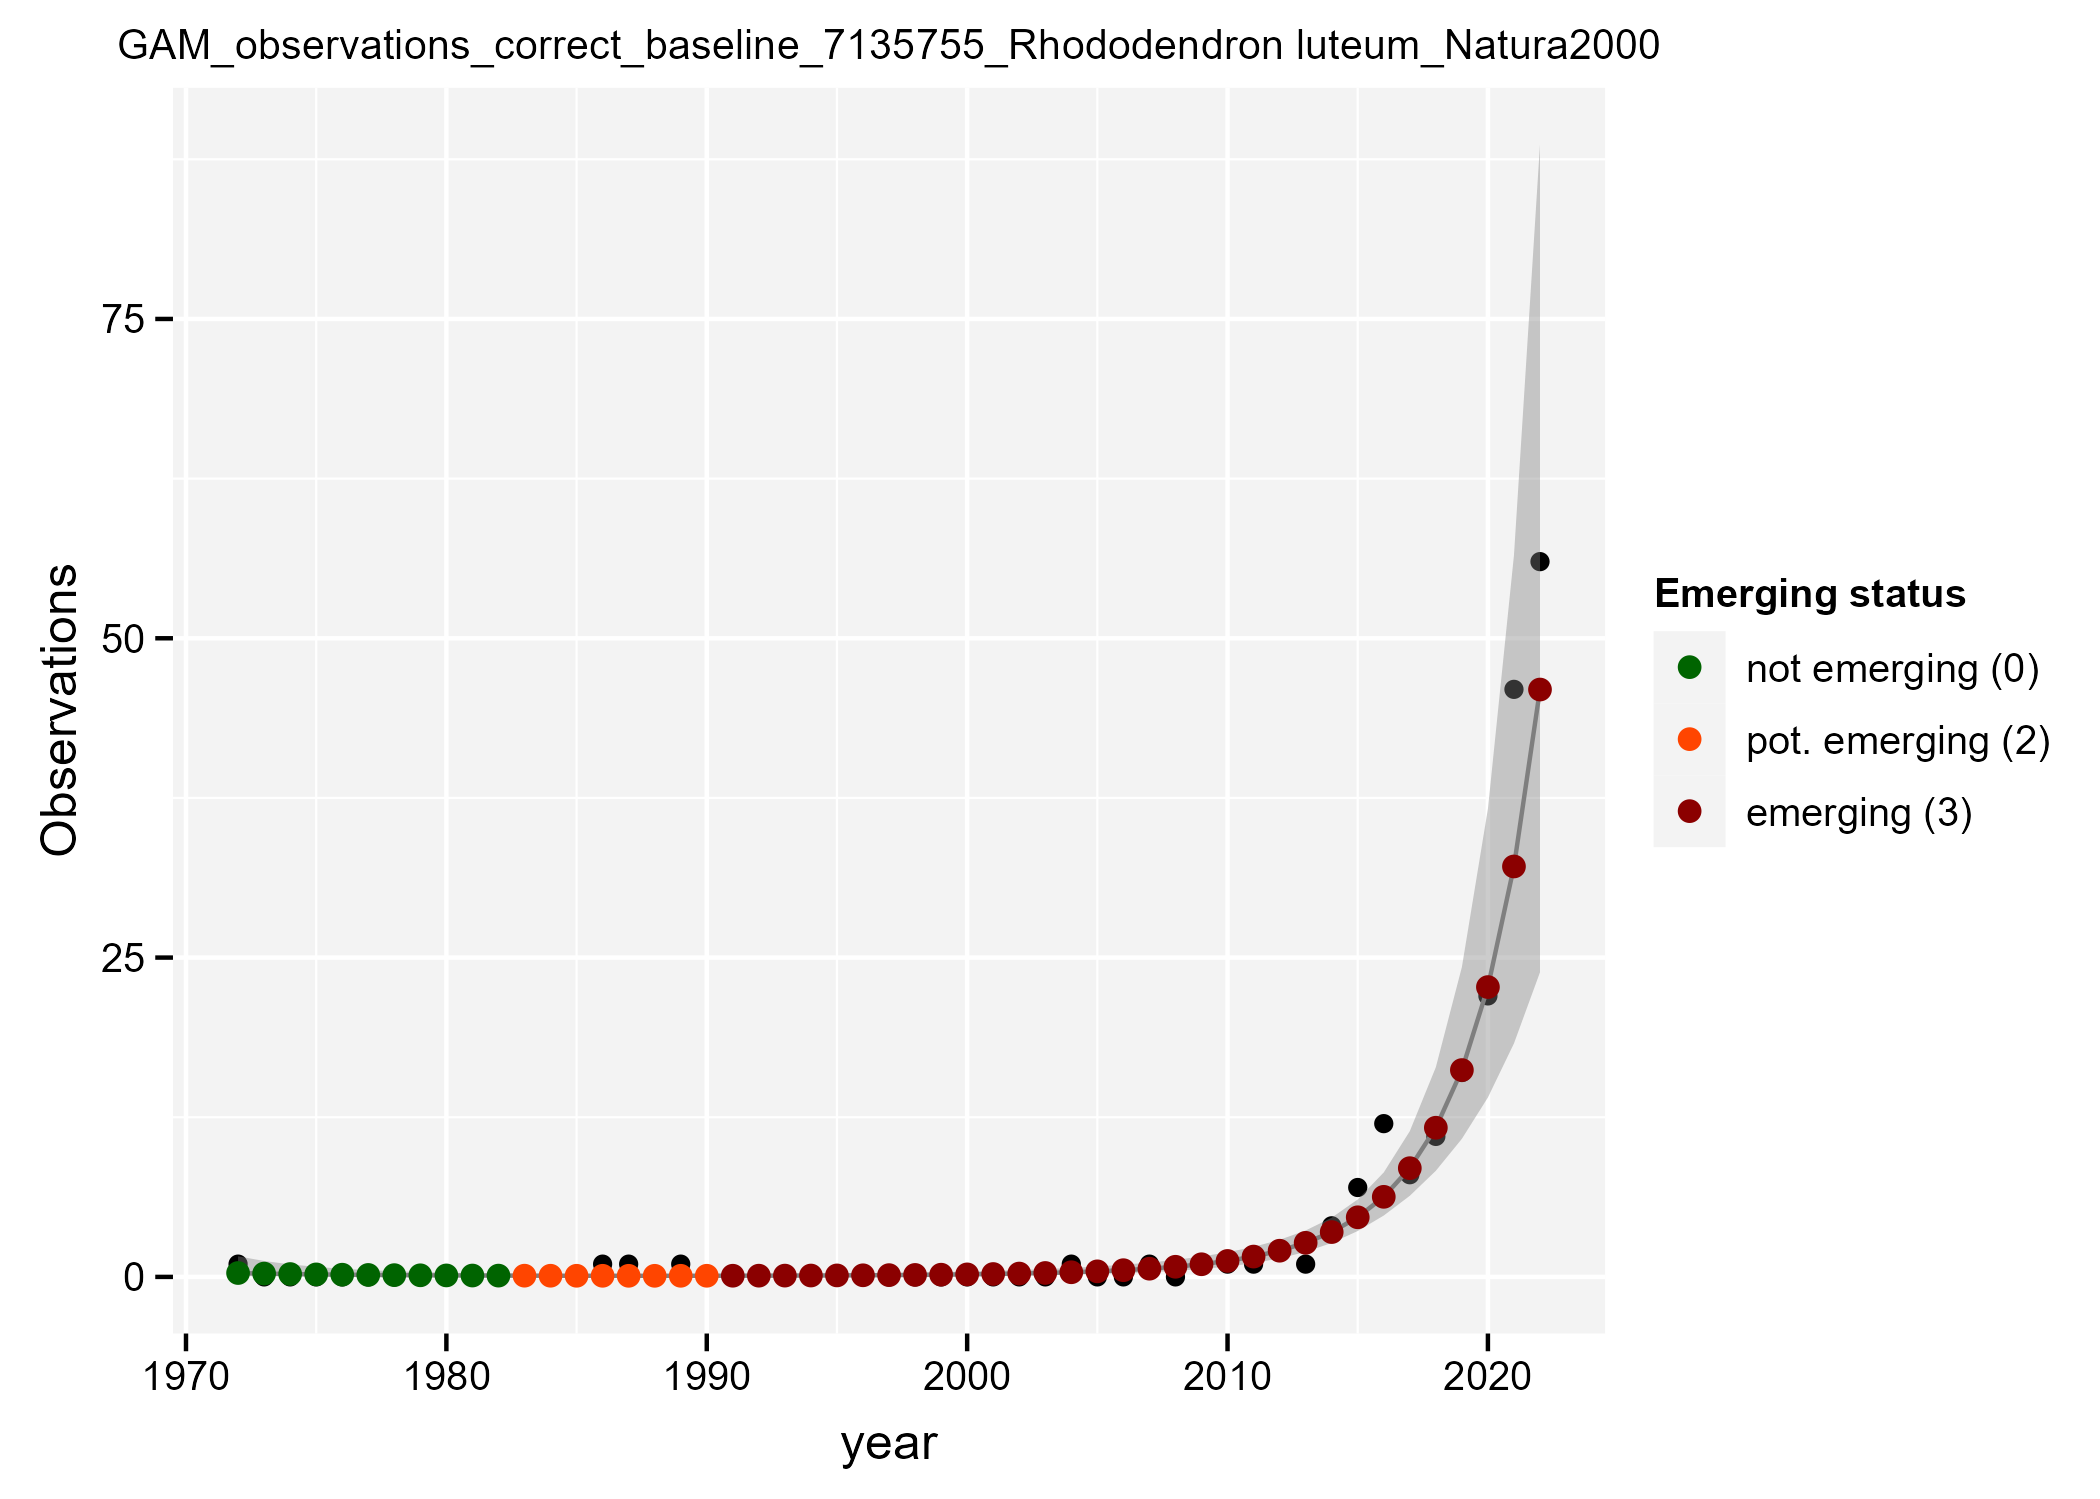 GAM_observations_correct_baseline_7135755_Rhododendron luteum_Natura2000
75
50
25
0
Observations
1970 1980 1990 2000 2010 2020
year
Emerging status
not emerging (0)
pot. emerging (2)
emerging (3)